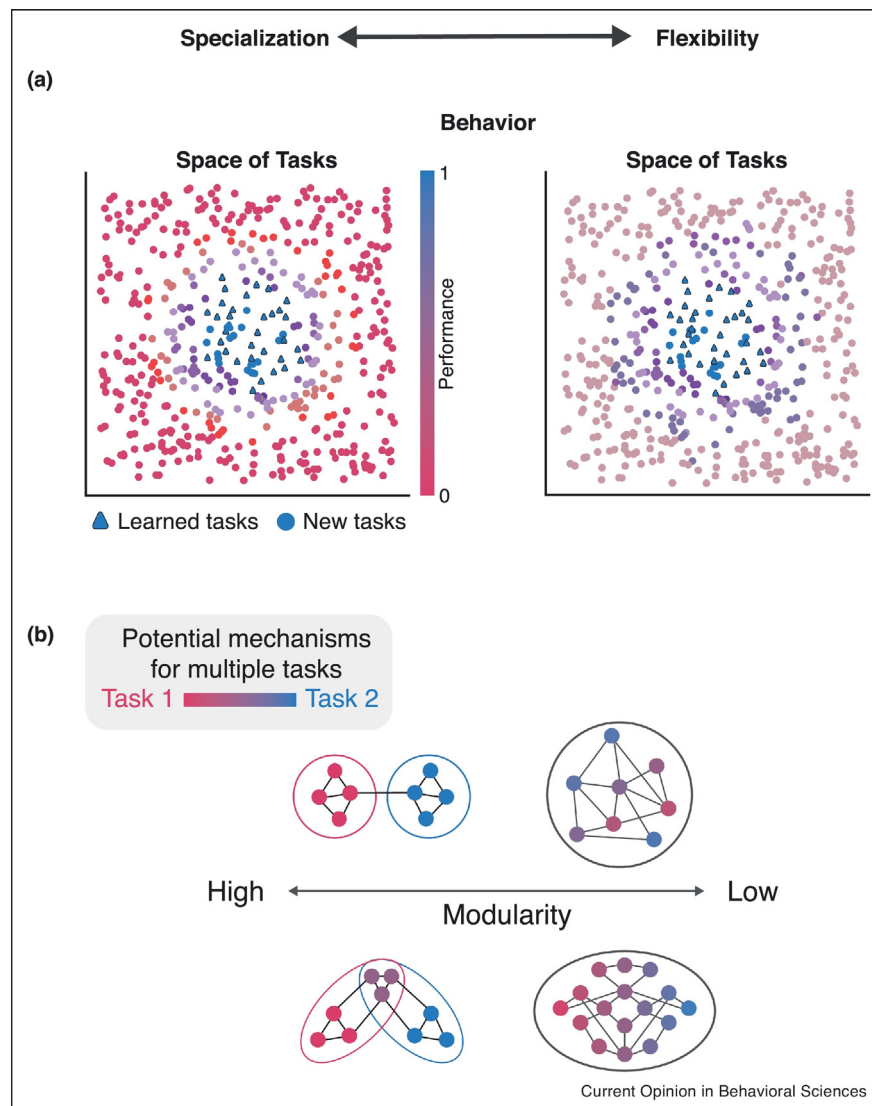 Specialization Flexibility
(a)
Behavior
Space of Tasks Space of Tasks
1
Performance
0
Learned tasks New tasks
(b)
Potential mechanisms
for multiple tasks
Task 1 Task 2
High Low
Modularity
Current Opinion in Behavioral Sciences